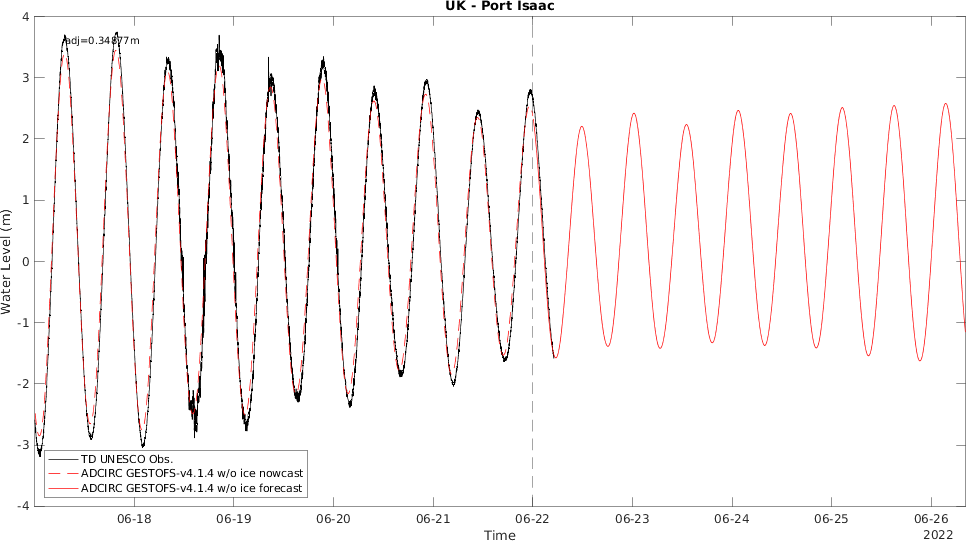 UK - Port Isaac
adj=0.34877m
Water Level (m)
4
3
2
1
0
-1
-2
-3
-4
TD UNESCO Obs.
ADCIRC GESTOFS-v4.1.4 w/o ice nowcast
ADCIRC GESTOFS-v4.1.4 w/o ice forecast
06-18 06-19 06-20 06-21 06-22 06-23 06-24 06-25 06-26
Time 2022